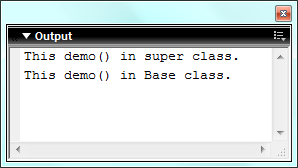 Output
This demo() in super class.
This demo() in Base class.